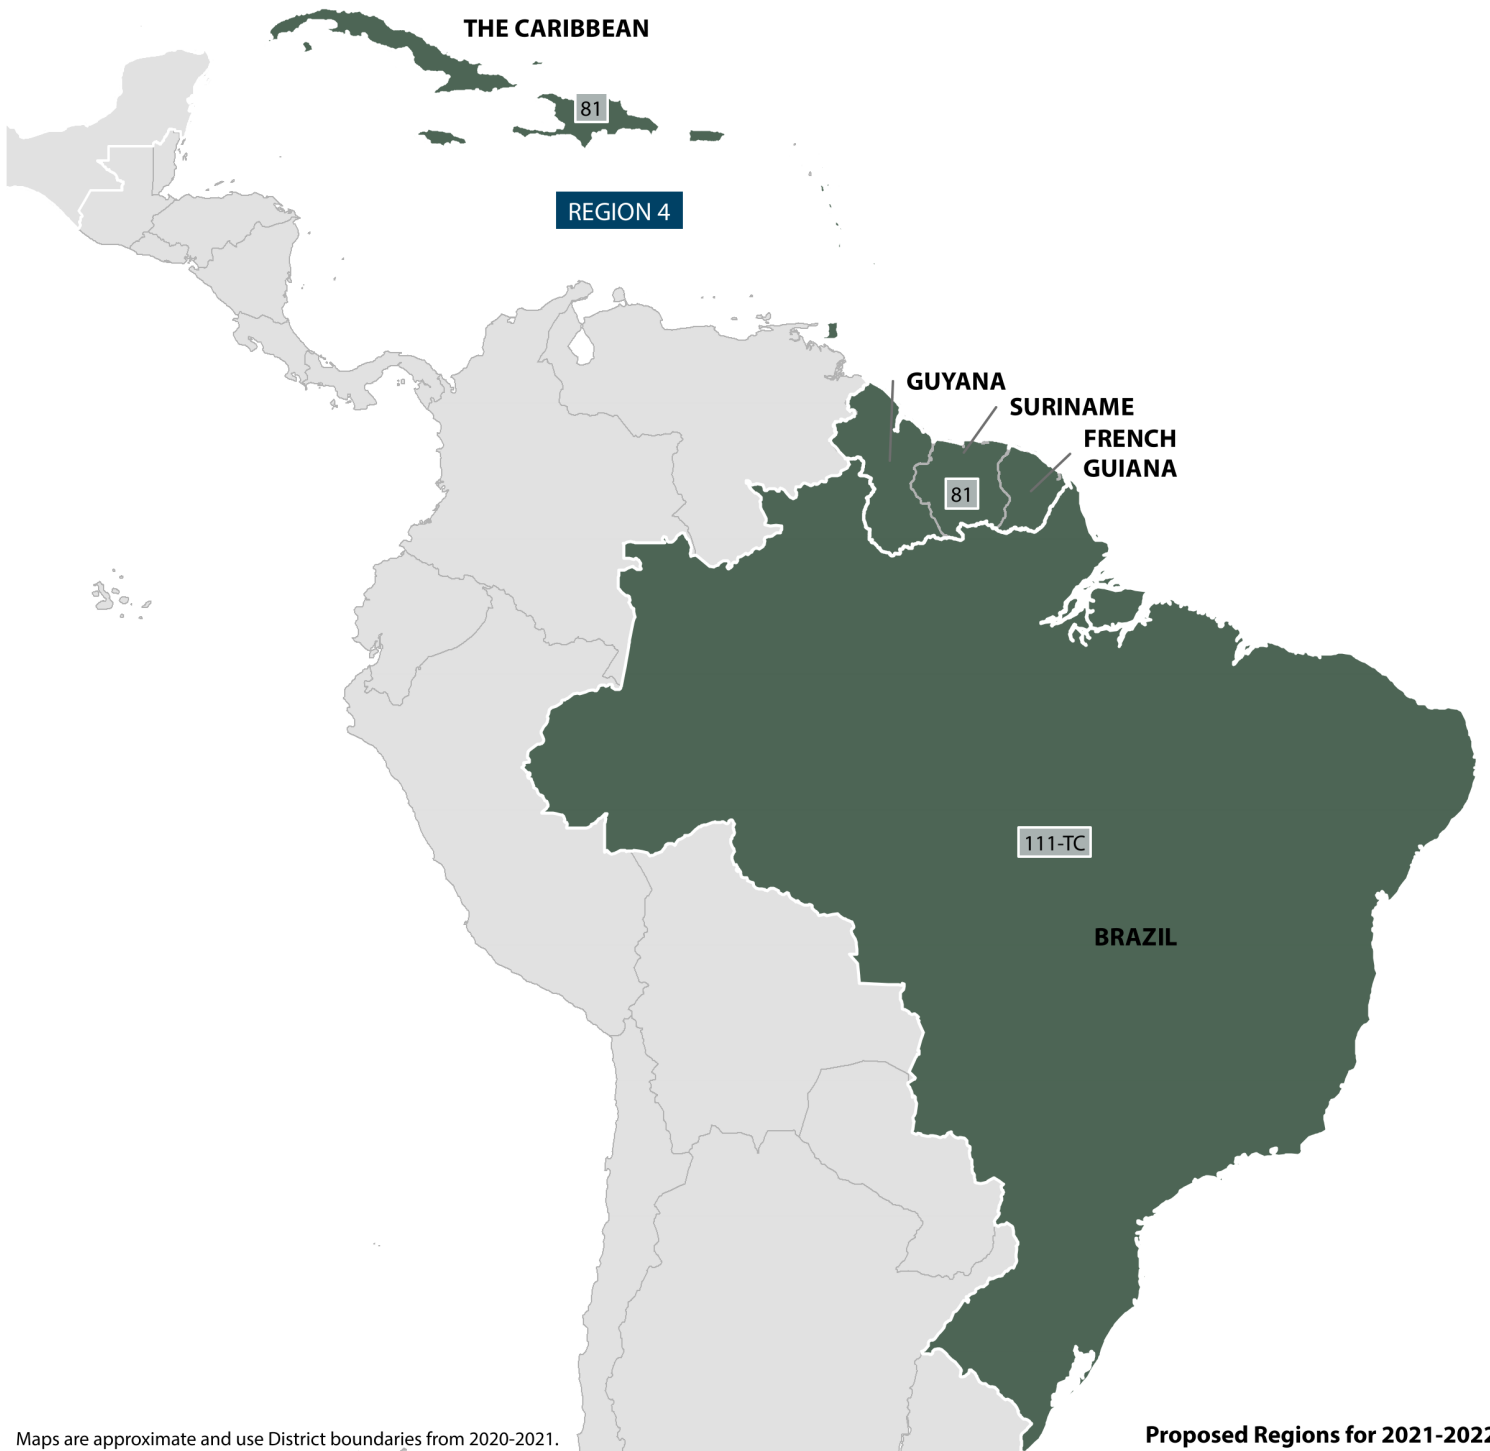 THE CARIBBEAN
81
REGION 4
GUYANA
SURINAME
FRENCH
GUIANA
81
111-TC
BRAZIL
Maps are approximate and use District boundaries from 2020-2021.
Proposed Regions for 2021-2022